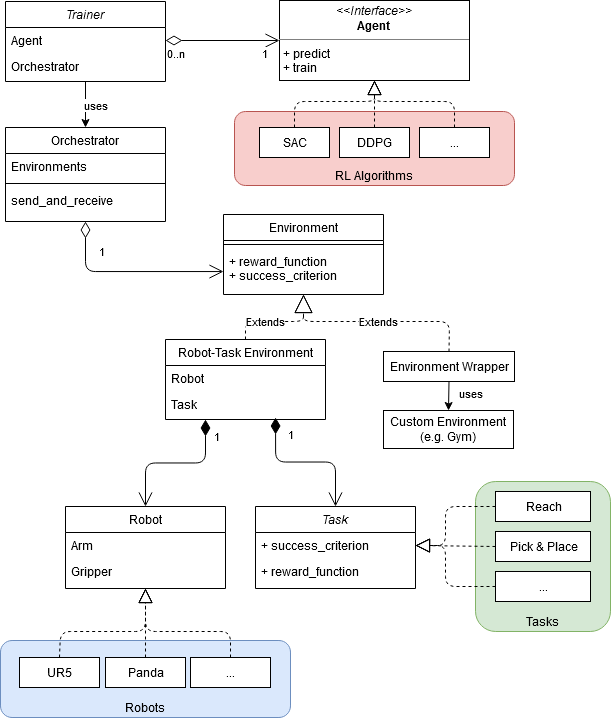 Trainer
Agent
Orchestrator
0..n
1
<<Interface>>
Agent
+ predict
+ train
uses
SAC
DDPG
...
RL Algorithms
Orchestrator
Environments
send_and_receive
1
Environment
+ reward_function
+ success_criterion
Extends
Extends
Robot-Task Environment
Robot
Task
Environment Wrapper
uses
Custom Environment
(e.g. Gym)
1
1
Robot
Arm
Gripper
Task
+ success_criterion
+ reward_function
Reach
Pick & Place
...
Tasks
UR5
Panda
...
Robots